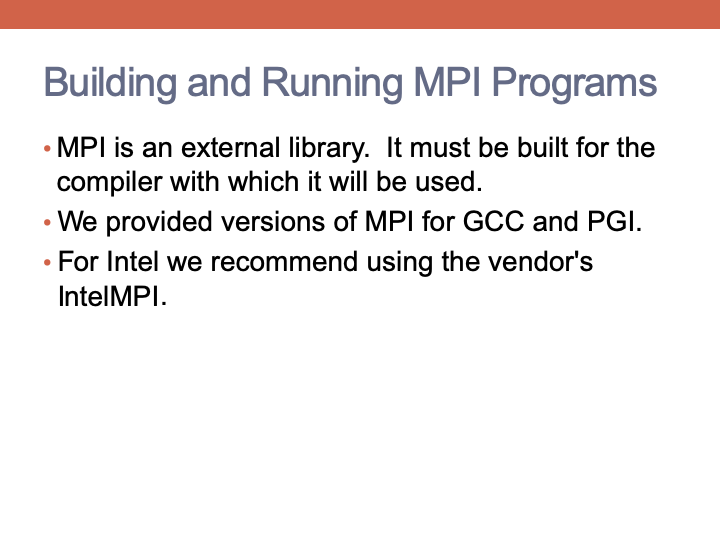 Building and Running MPI Programs
• MPI is an external library.  It must be built for the
compiler with which it will be used.
• We provided versions of MPI for GCC and PGI.
• For Intel we recommend using the vendor's
IntelMPI.